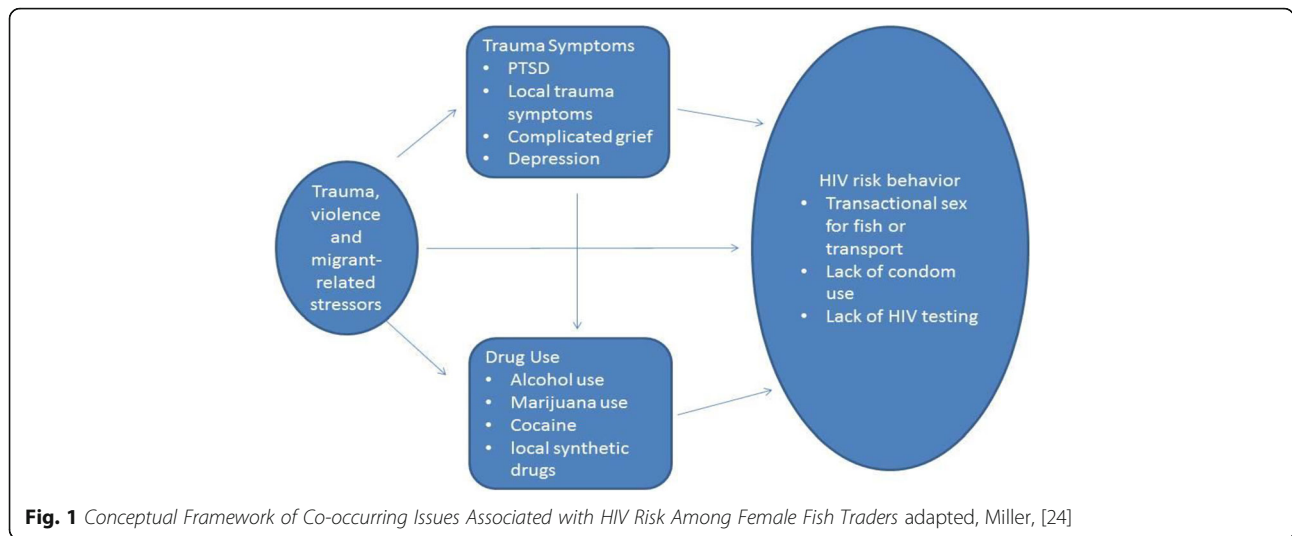 Trauma Symptoms
• PTSD
• Local trauma
symptoms
• Complicated grief
• Depression
Trauma,
violence
and
migrant-
related
stressors
HIV risk behavior
• Transactional sex
for fish or
transport
• Lack of condom
use
• Lack of HIV testing
Drug Use
• Alcohol use
• Marijuana use
• Cocaine
• local synthetic
drugs
Fig. 1 Conceptual Framework of Co-occurring Issues Associated with HIV Risk Among Female Fish Traders adapted, Miller, [24]